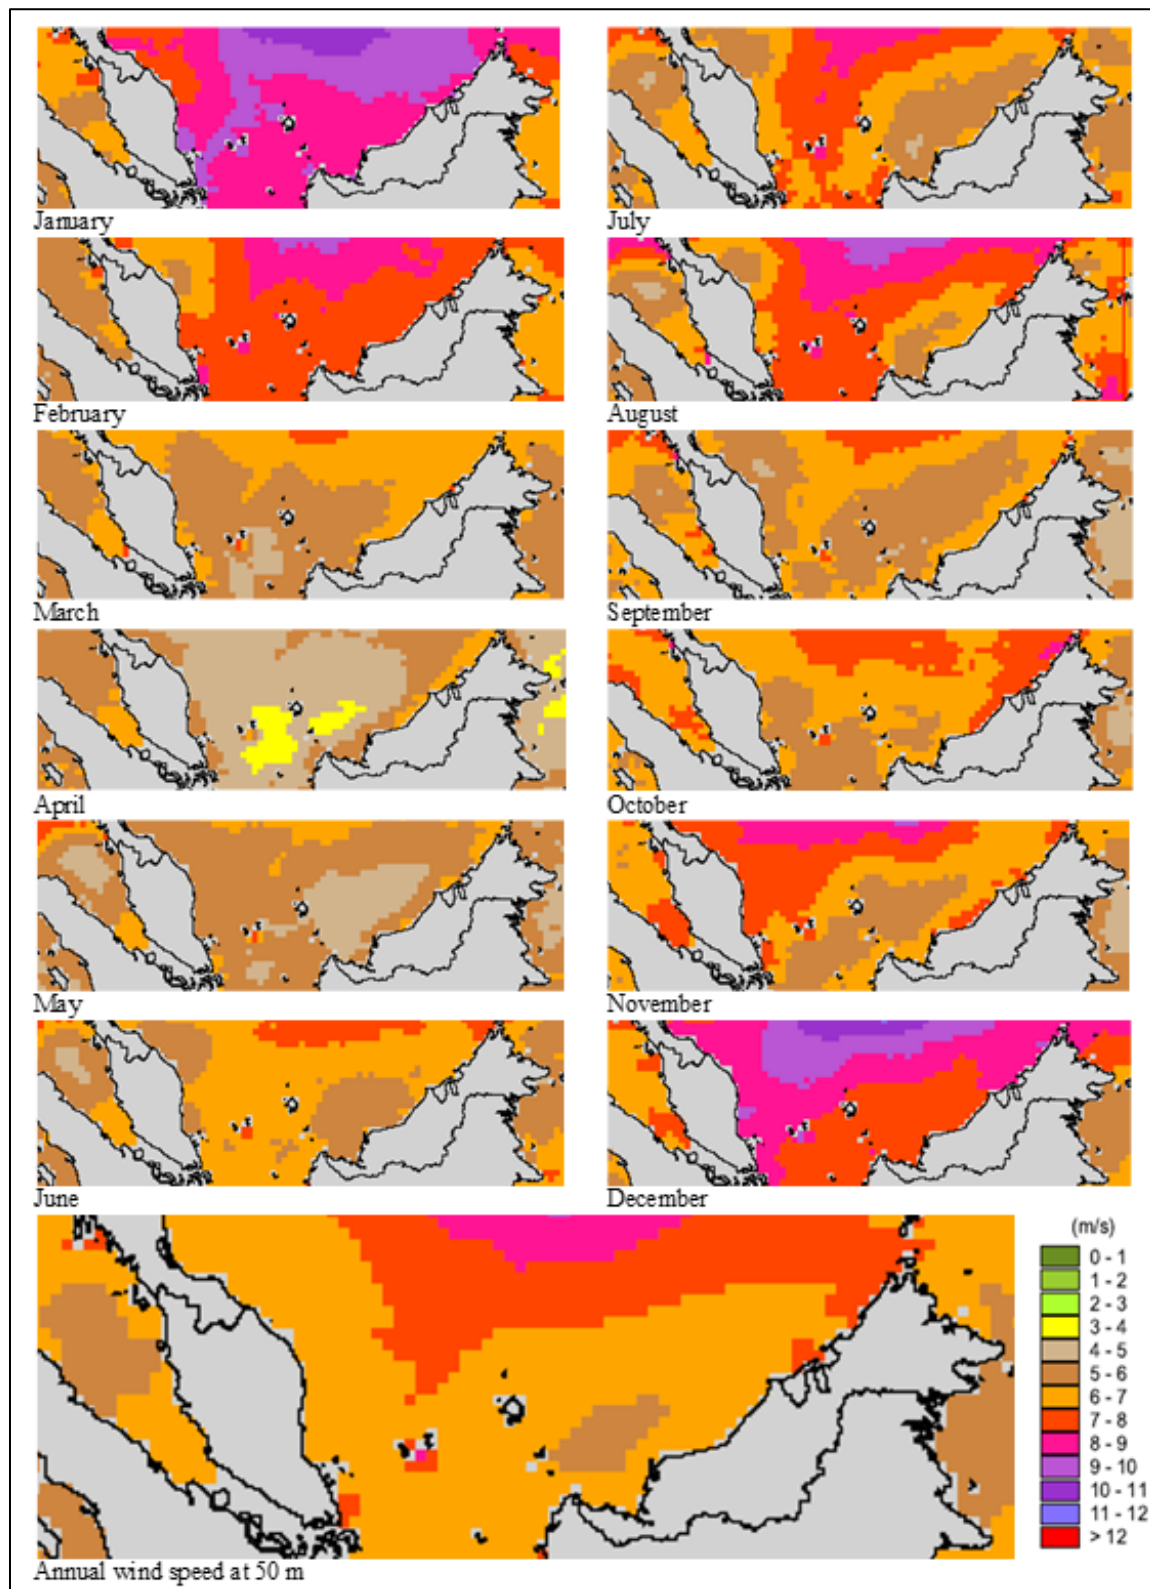 January
July
February
August
March
September
April
October
May
November
June
December
(m/s)
0 - 1
1 - 2
2 - 3
3 - 4
4 - 5
5 - 6
6 - 7
7 - 8
8 - 9
9 - 10
10 - 11
11 - 12
> 12
Annual wind speed at 50 m